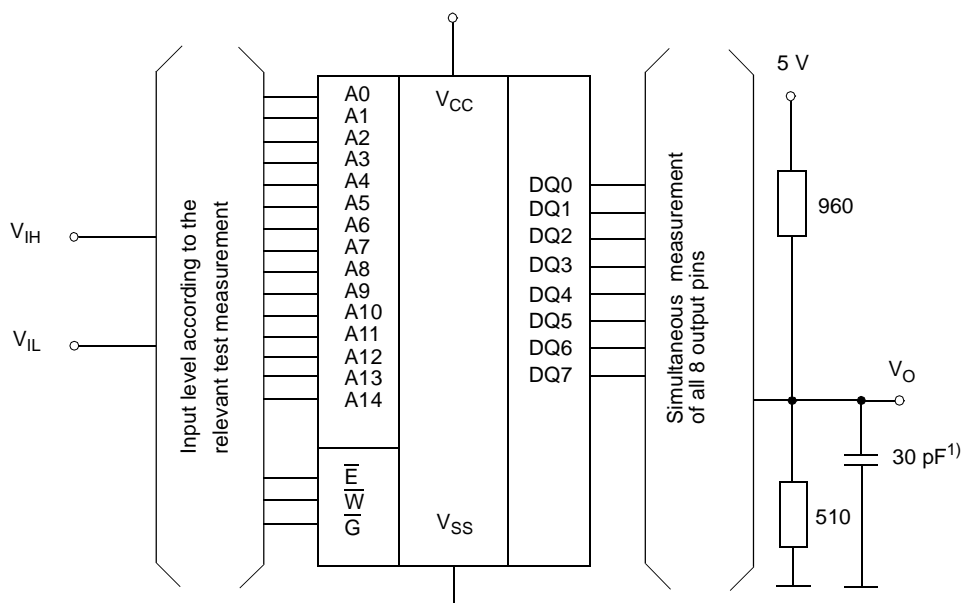 V_IH
V_IL
Input level according to the
relevant test measurement
A0
A1
A2
A3
A4
A5
A6
A7
A8
A9
A10
A11
A12
A13
A14
E̅
W̅
G̅
V_CC
V_SS
DQ0
DQ1
DQ2
DQ3
DQ4
DQ5
DQ6
DQ7
Simultaneous measurement
of all 8 output pins
5 V
960
V_O
30 pF¹⁾
510